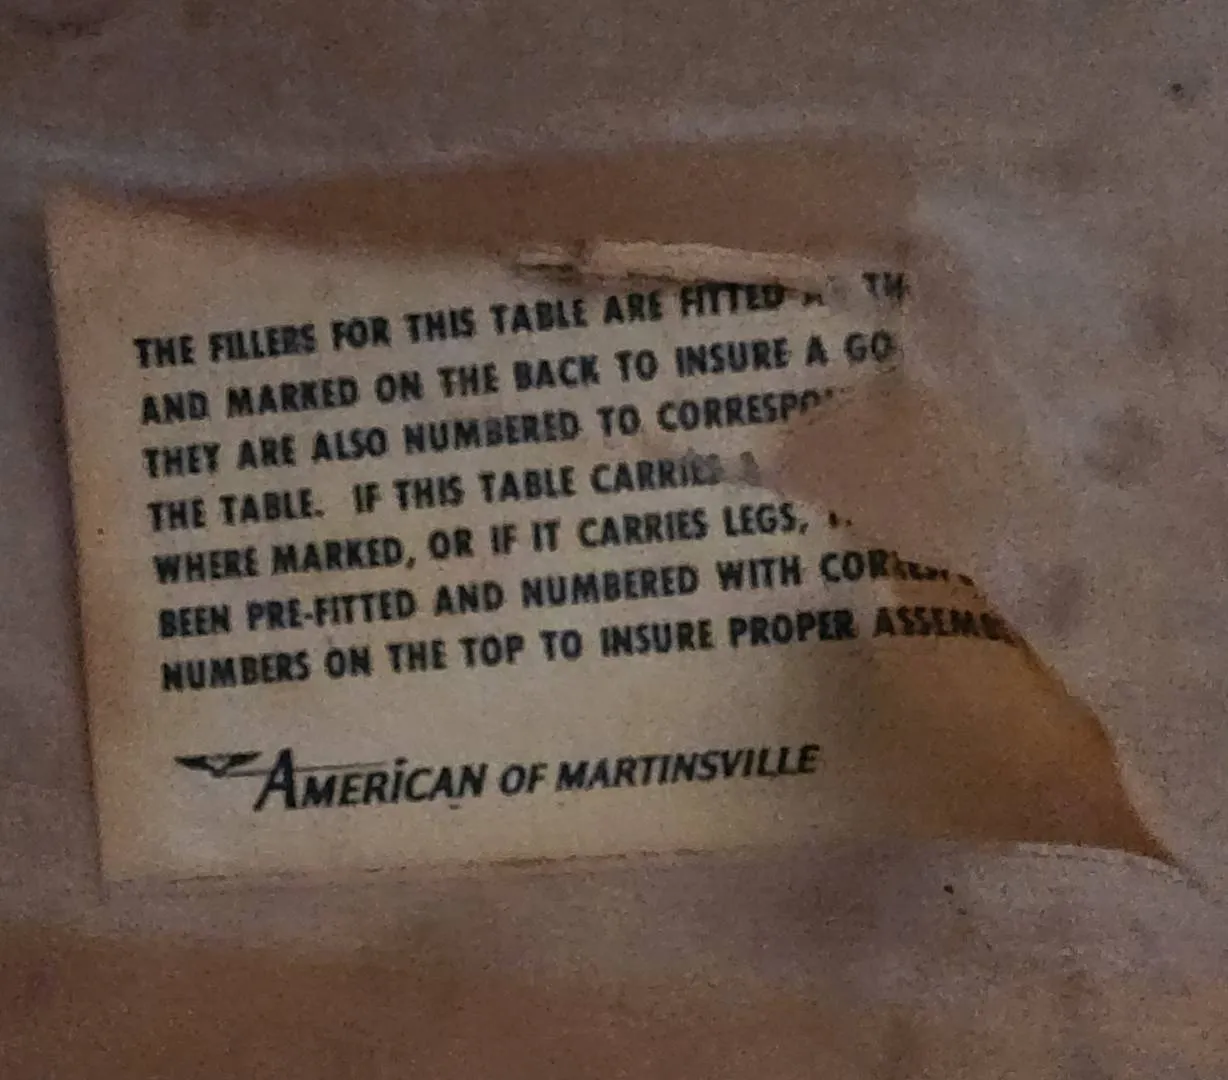 THE FILLERS FOR THIS TABLE ARE FITTED
AND MARKED ON THE BACK TO INSURE A
THEY ARE ALSO NUMBERED TO
THE TABLE. IF THIS TABLE CARRIES
WHERE MARKED, OR IF IT CARRIES LEGS,
BEEN PRE-FITTED AND NUMBERED WITH
NUMBERS ON THE TOP TO INSURE PROPER
AMERICAN OF MARTINSVILLE